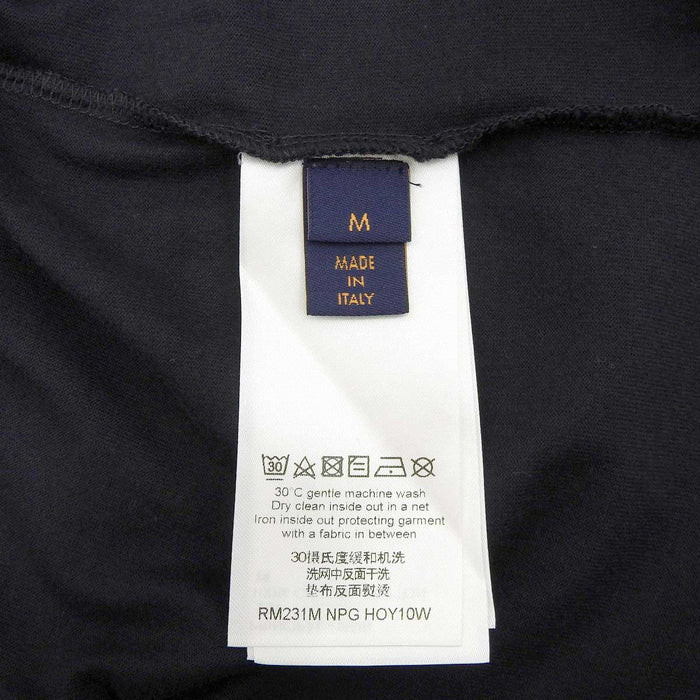 M
MADE
IN
ITALY
30
30°C gentle machine wash
Dry clean inside out in a net
Iron inside out protecting garment
with a fabric in between
30摄氏度缓和机洗
洗网中反面干洗
垫布反面熨烫
RM231M NPG HOY10W